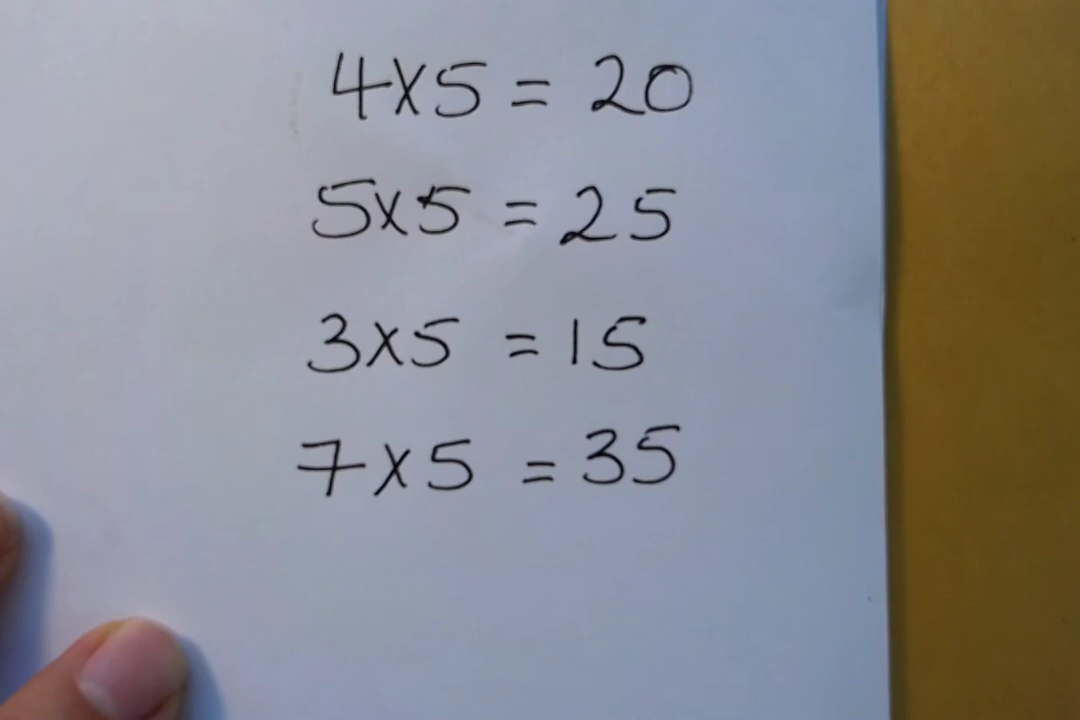 4x5 = 20
5x5 = 25
3x5 = 15
7x5 = 35